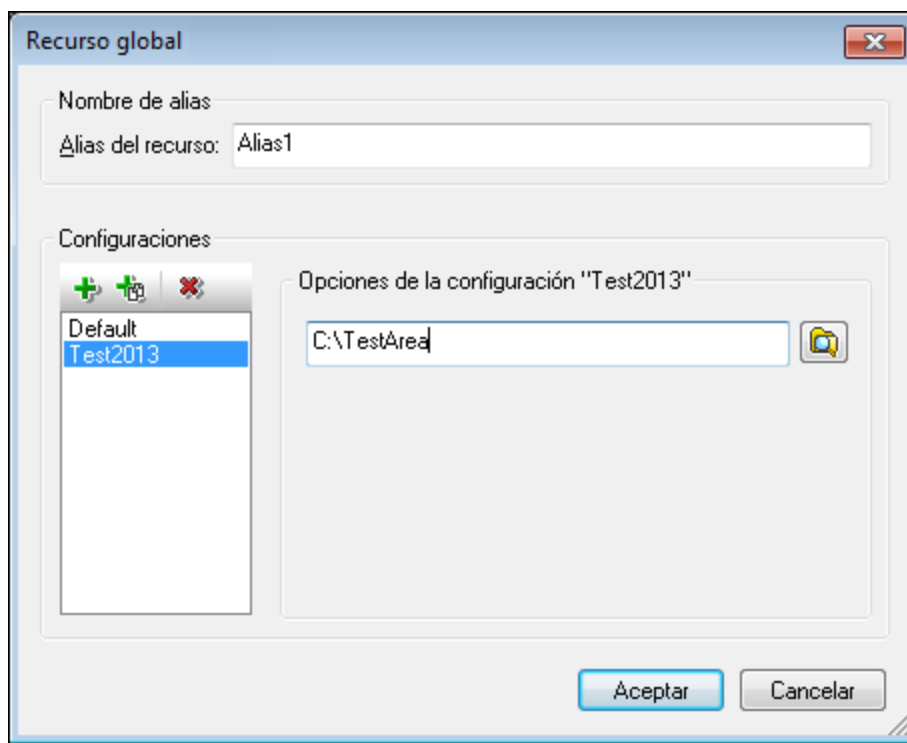 Recurso global
Nombre de alias
Alias del recurso: Alias1
Configuraciones
Opciones de la configuración "Test2013"
Default
Test2013
C:\TestArea
Aceptar
Cancelar